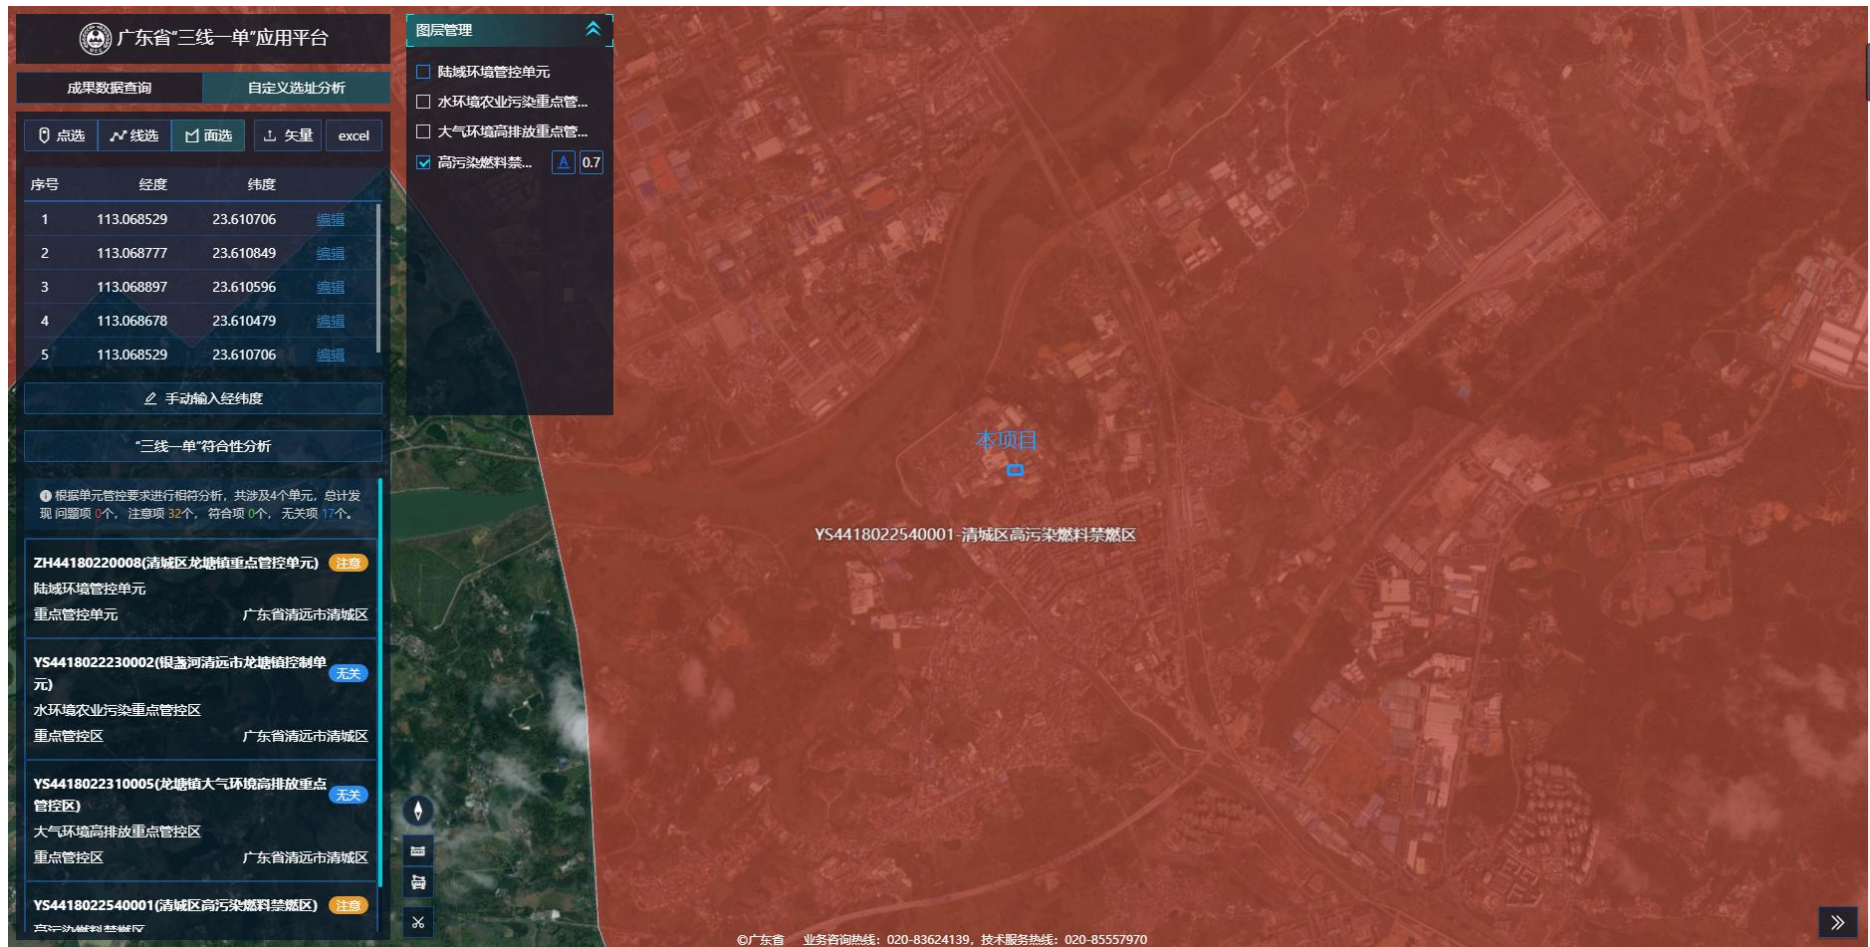 广东省“三线一单”应用平台
成果数据查询
自定义选址分析
点选 线选 面选 矢量 excel
序号 经度 纬度
1 113.068529 23.610706 编辑
2 113.068777 23.610849 编辑
3 113.068897 23.610596 编辑
4 113.068678 23.610479 编辑
5 113.068529 23.610706 编辑
手动输入经纬度
“三线一单”符合性分析
根据单元管控要求进行相符分析，共涉及4个单元，总计发
现 问题项 0个， 注意项 32个， 符合项 0个， 无关项 17个。
ZH44180220008(清城区龙塘镇重点管控单元) 注意
陆域环境管控单元
重点管控单元 广东省清远市清城区
YS4418022230002(银盏河清远市龙塘镇控制单
元) 无关
水环境农业污染重点管控区
重点管控区 广东省清远市清城区
YS4418022310005(龙塘镇大气环境高排放重点
管控区) 无关
大气环境高排放重点管控区
重点管控区 广东省清远市清城区
YS4418022540001(清城区高污染燃料禁燃区) 注意
高污染燃料禁燃区
图层管理
陆域环境管控单元
水环境农业污染重点管...
大气环境高排放重点管...
高污染燃料禁... A 0.7
本项目
YS4418022540001-清城区高污染燃料禁燃区
©广东省 业务咨询热线：020-83624139，技术服务热线：020-85557970